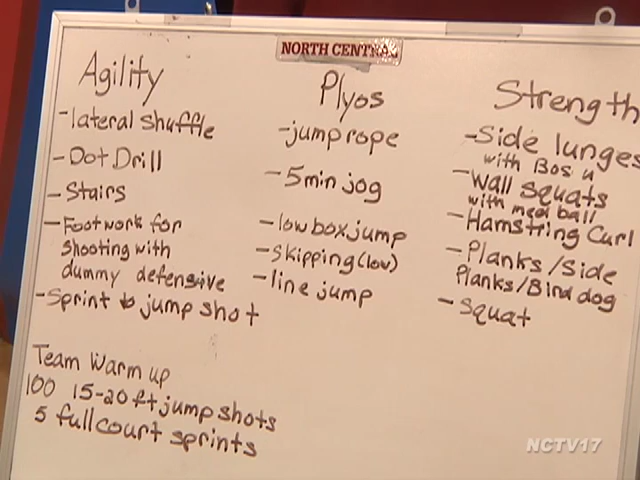 NORTH CENTRAL
Agility
-lateral shuffle
-Dot Drill
-Stairs
-Footwork for
shooting with
dummy defensive
-Sprint to jump shot
Plyos
-jump rope
-5min jog
-low box jump
-skipping(low)
-line jump
Strength
-Side lunges
with Bosu
-Wall squats
with med ball
-Hamstring Curl
-Planks/Side
Planks/Bird dog
-squat
Team Warm up
100 15-20 ft jump shots
5 full court sprints
NCTV17